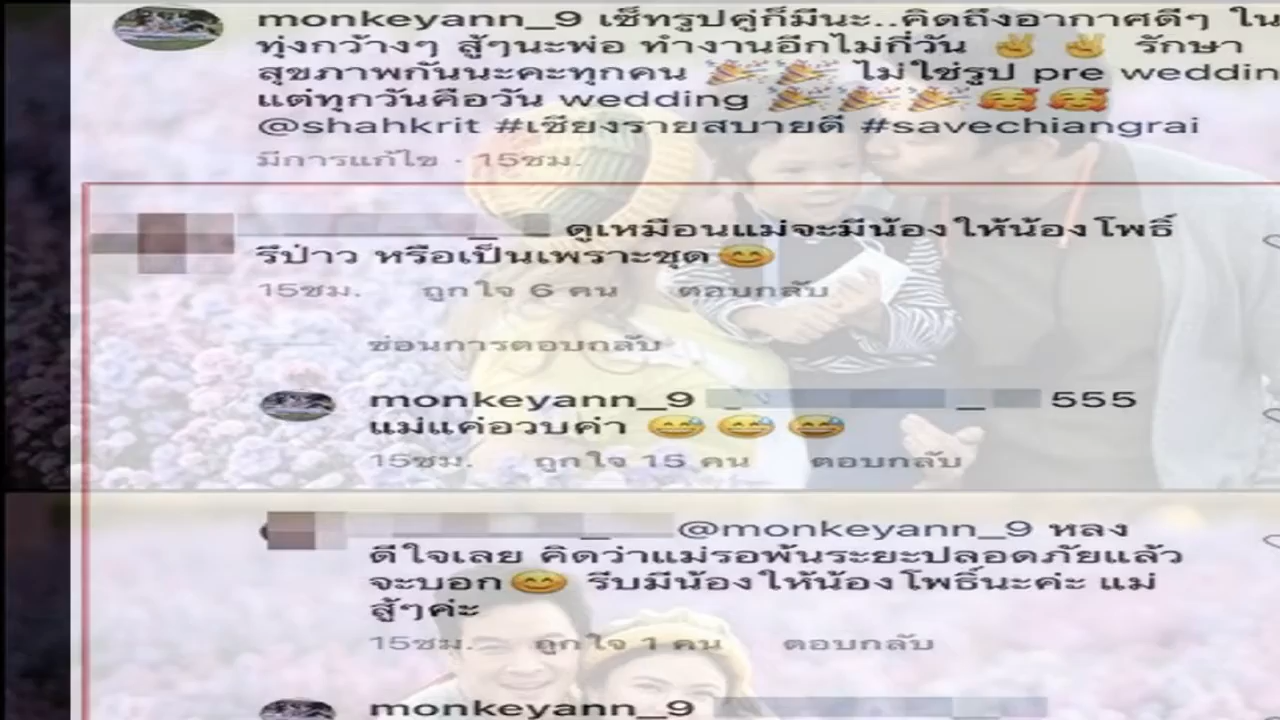 monkeyann_9 เซ็ทรูปคู่ก็มีนะ..คิดถึงอากาศดีๆ ใน
ทุ่งกว้างๆ สู้ๆนะพ่อ ทำงานอีกไม่กี่วัน ✌️ ✌️ รักษา
สุขภาพกันนะคะทุกคน 🎉🎉 ไม่ใช่รูป pre weddin
แต่ทุกวันคือวัน wedding 🎉🎉🎉🥰🥰
@shahkrit #เชียงรายสบายดี #savechiangrai
มีการแก้ไข · 15ชม.
ดูเหมือนแม่จะมีน้องให้น้องโพธิ์
รึป่าว หรือเป็นเพราะชุด😊
15ชม. ถูกใจ 6 คน ตอบกลับ
ซ่อนการตอบกลับ
monkeyann_9 555
แม่แค่อวบค่า 😅 😅 😅
15ชม. ถูกใจ 15 คน ตอบกลับ
@monkeyann_9 หลง
ดีใจเลย คิดว่าแม่รอพ้นระยะปลอดภัยแล้ว
จะบอก😊 รีบมีน้องให้น้องโพธิ์นะค่ะ แม่
สู้ๆค่ะ
15ชม. ถูกใจ 1 คน ตอบกลับ
monkeyann_9